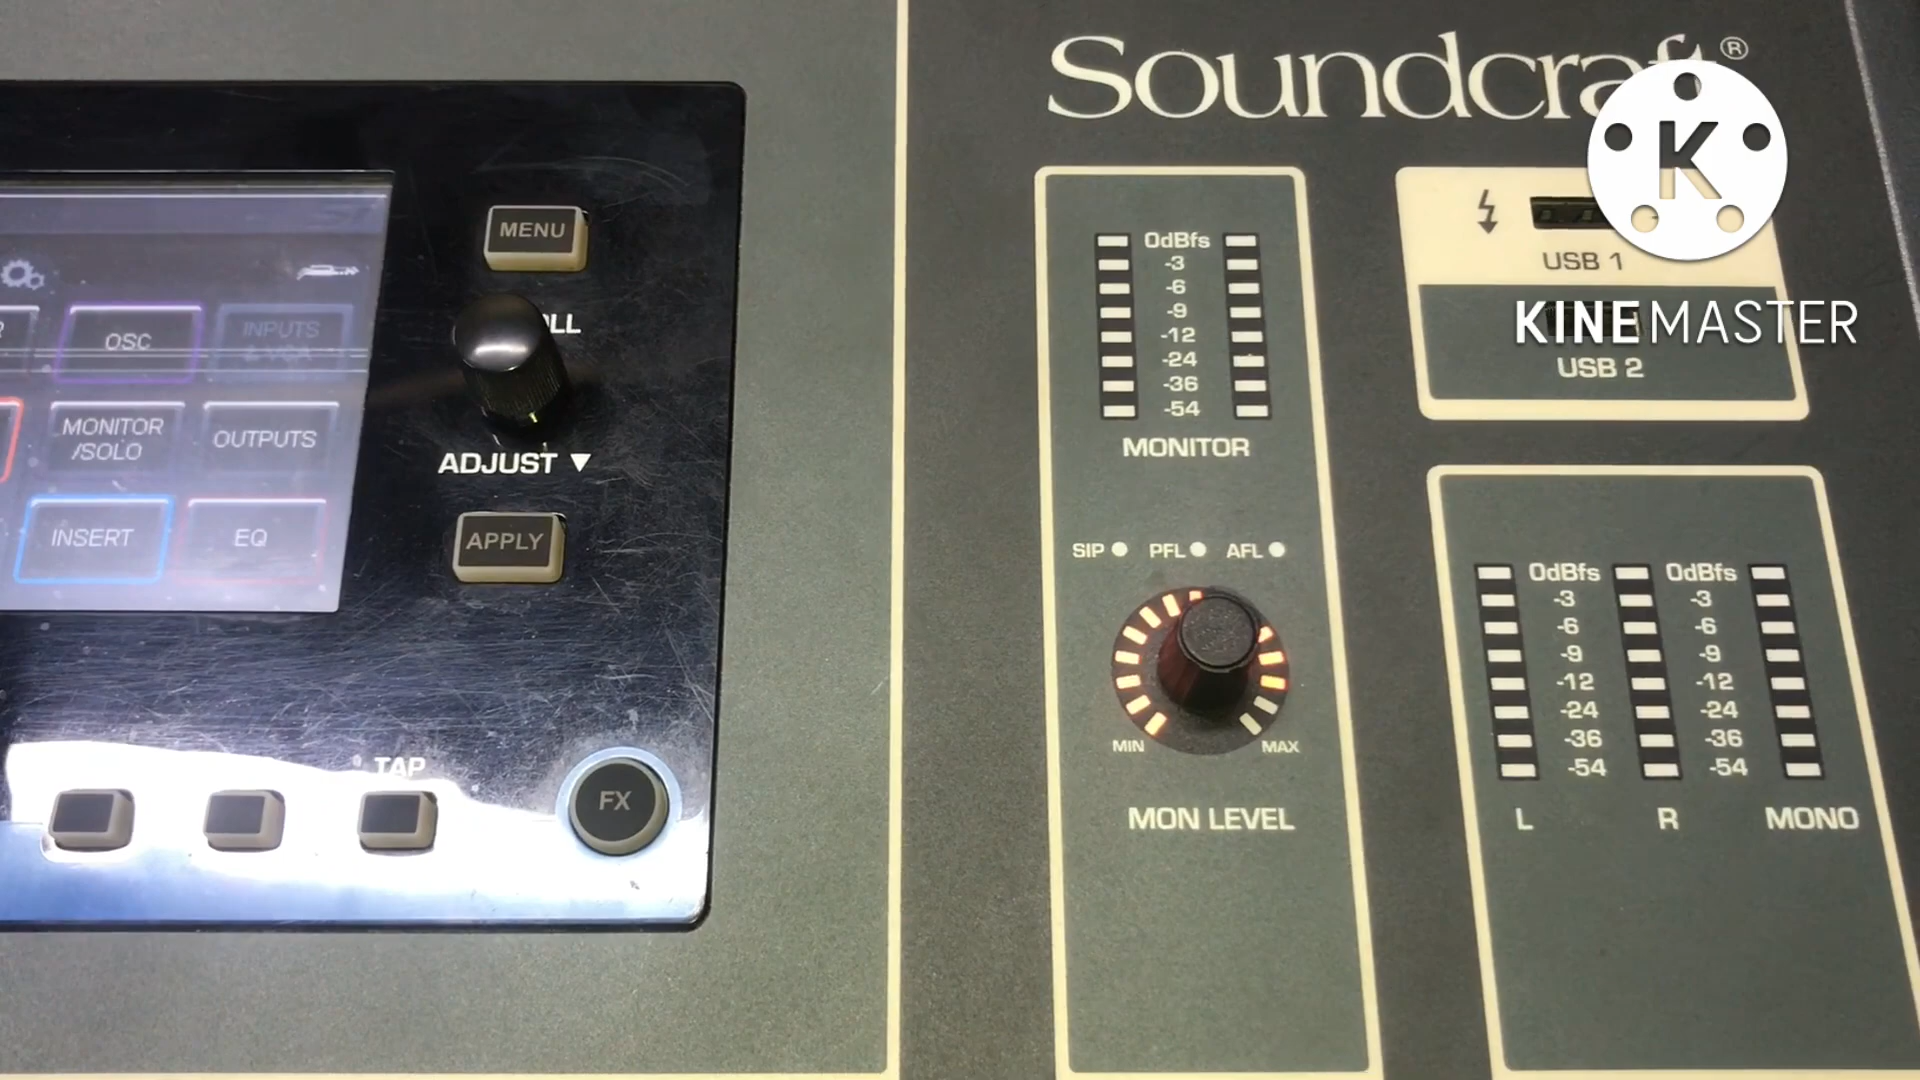 Soundcraft®
MENU
ADJUST ▼
APPLY
OSC
INPUTS
& VCA
MONITOR
/SOLO
OUTPUTS
INSERT
EQ
TAP
FX
0dBfs
-3
-6
-9
-12
-24
-36
-54
MONITOR
SIP PFL AFL
MIN MAX
MON LEVEL
K
KINEMASTER
USB 1
USB 2
0dBfs 0dBfs
-3 -3
-6 -6
-9 -9
-12 -12
-24 -24
-36 -36
-54 -54
L R MONO